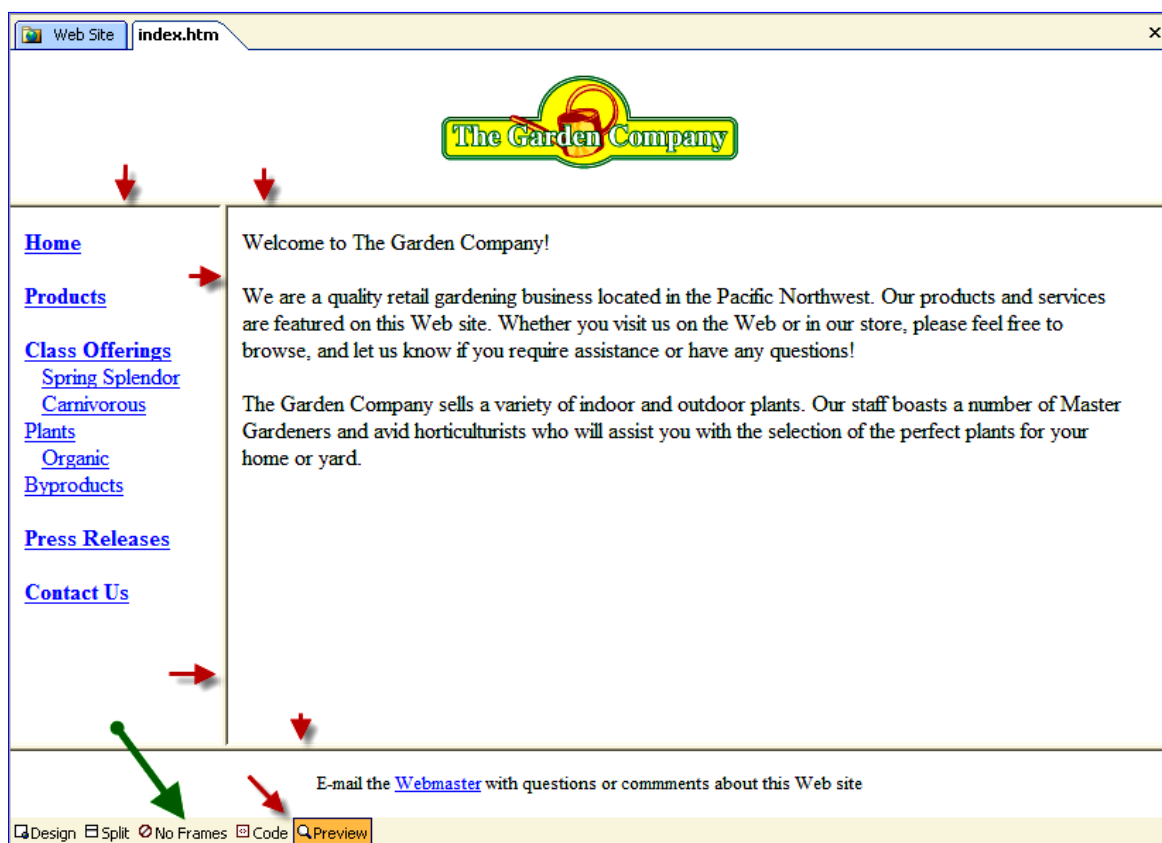 Web Site index.htm
The Garden Company
Home
Products
Class Offerings
Spring Splendor
Carnivorous
Plants
Organic
Byproducts
Press Releases
Contact Us
Welcome to The Garden Company!
We are a quality retail gardening business located in the Pacific Northwest. Our products and services
are featured on this Web site. Whether you visit us on the Web or in our store, please feel free to
browse, and let us know if you require assistance or have any questions!
The Garden Company sells a variety of indoor and outdoor plants. Our staff boasts a number of Master
Gardeners and avid horticulturists who will assist you with the selection of the perfect plants for your
home or yard.
E-mail the Webmaster with questions or commments about this Web site
Design Split No Frames Code Preview